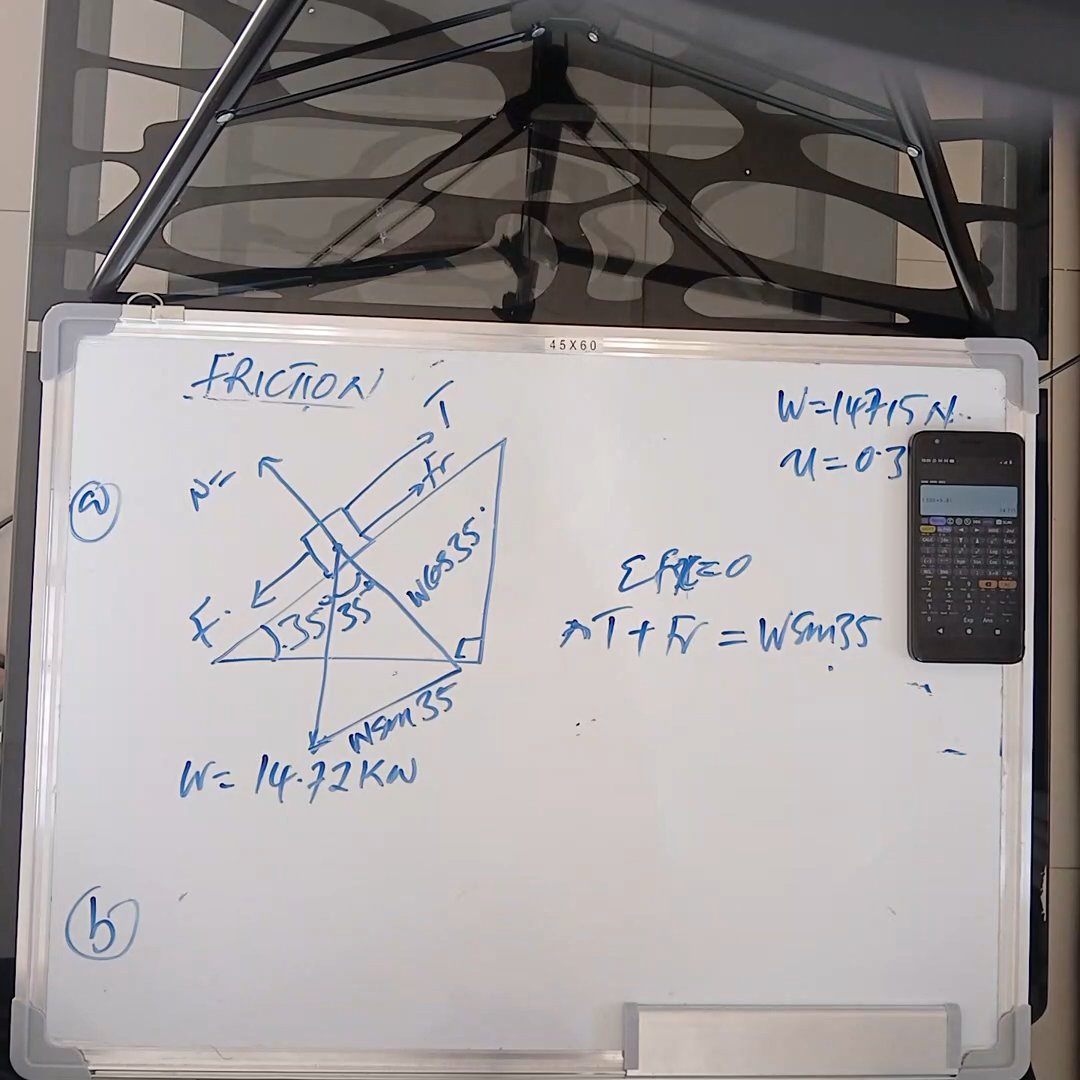 45X60
FRICTION
W=14715N
u=0.3
T
Fr
N=
(a)
Wcos35
F
35°
35°
Wsin35
W= 14.72KN
Σfx=0
T+Fr = Wsin35
(b)